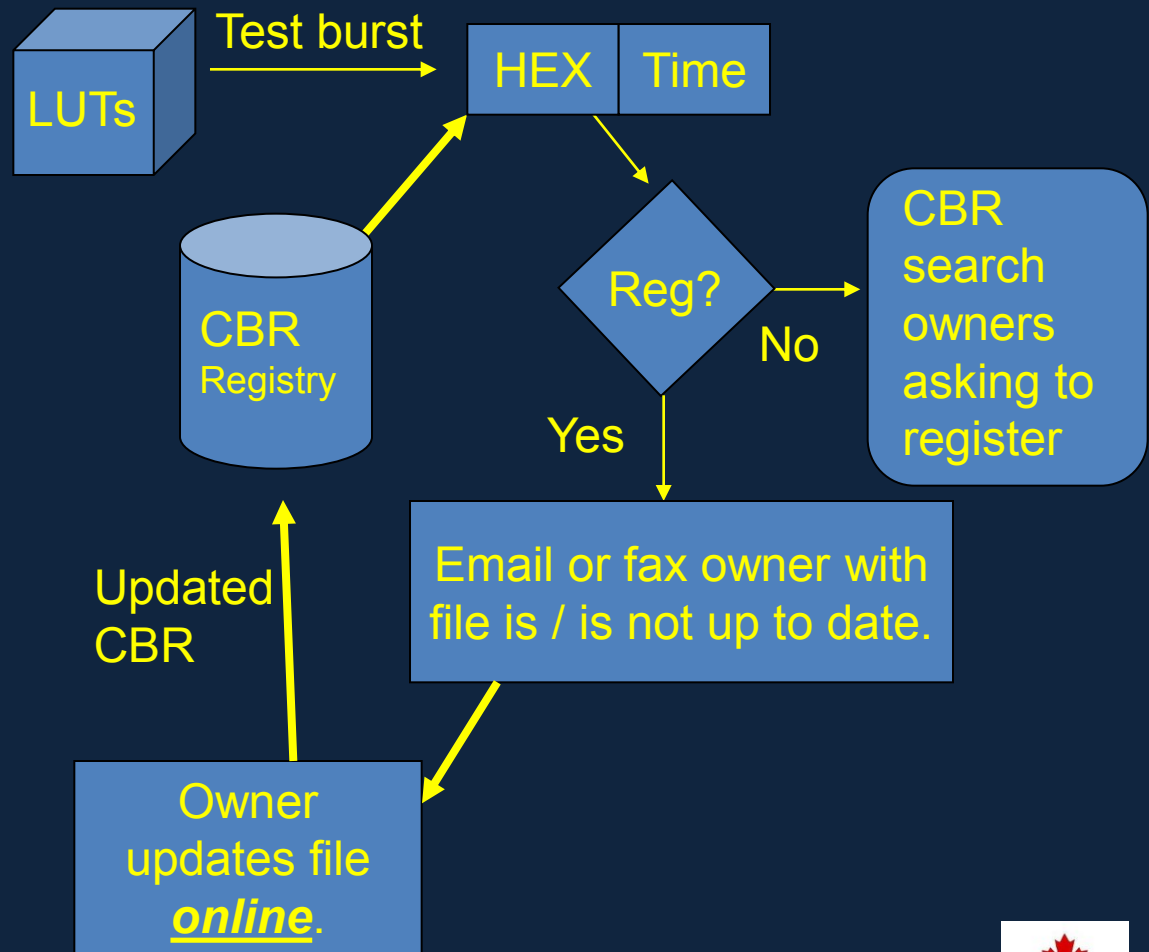 Test burst
LUTs
HEX
Time
CBR
Registry
Reg?
No
CBR
search
owners
asking to
register
Yes
Email or fax owner with
file is / is not up to date.
Updated
CBR
Owner
updates file
online.